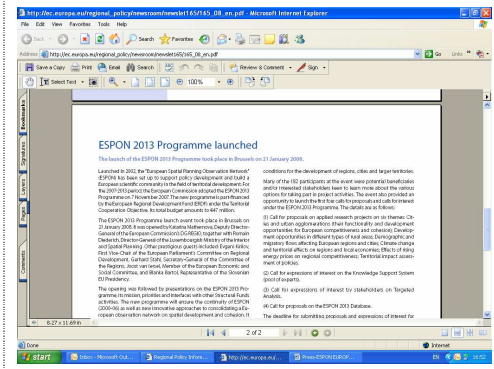 http://ec.europa.eu/regional_policy/newsroom/newslet165/165_08_en.pdf - Microsoft Internet Explorer
File Edit View Favorites Tools Help
Back Search Favorites
Address http://ec.europa.eu/regional_policy/newsroom/newslet165/165_08_en.pdf Go Links
Save a Copy Print Email Search Review & Comment Sign
Select Text 100%
Bookmarks
Signatures
Layers
Pages
Comments
ESPON 2013 Programme
The launch of the ESPON 2013 Programme took place in Brussels on 21 January 2008.
Launched in 2002, the "European Spatial Planning Observation Network"
(ESPON) has been set up to support policy development and build a
European scientific community in the field of territorial development. For
the 2007-2013 period, the European Commission adopted the ESPON 2013
Programme on 7 November 2007. The new programme is part-financed
by the European Regional Development Fund (ERDF) under the Territorial
Cooperation Objective. Its total budget amounts to €47 million.
The ESPON 2013 Programme launch event took place in Brussels on
21 January 2008. It was opened by Katarina Mathernova, Deputy Director-
General of the European Commission's DG REGIO, together with Romain
Diederich, Director-General of the Luxembourgish Ministry of the Interior
and Spatial Planning. Other prestigious guests included: Evgeni Kirilov,
First Vice-Chair of the European Parliament's Committee on Regional
Development, Gerhard Stahl, Secretary-General of the Committee of
the Regions, Joost van Iersel, Member of the European Economic and
Social Committee, and Blanka Bartol, Representative of the Slovenian
EU Presidency.
The opening was followed by presentations on the ESPON 2013 Pro-
gramme, its mission, priorities and interfaces with other Structural Funds
activities. The new programme will ensure the continuity of ESPON
(2000-06) as well as new innovative approaches to consolidating a Eu-
ropean observation network on spatial development and cohesion. It
conditions for the development of regions, cities and larger territories.
Many of the 182 participants at the event were potential beneficiaries
and/or interested stakeholders keen to learn more about the various
options for taking part in project activities. The event also provided an
opportunity to launch the first four calls for proposals and calls for interest
under the ESPON 2013 Programme. The details are as follows:
(1) Call for proposals on applied research projects on six themes: Cit-
ies and urban agglomerations (their functionality and development
opportunities for European competitiveness and cohesion); Develop-
ment opportunities in different types of rural areas; Demographic and
migratory flows affecting European regions and cities; Climate change
and territorial effects on regions and local economies; Effects of rising
energy prices on regional competitiveness; Territorial impact assess-
ment of policies.
(2) Call for expressions of interest on the Knowledge Support System
(pool of experts).
(3) Call for expressions of interest by stakeholders on Targeted
Analysis.
(4) Call for proposals on the ESPON 2013 Database.
The deadline for submitting proposals and expressions of interest for
8.27 x 11.69 in
2 of 2
Done Internet
start Inbox - Microsoft Out... Regional Policy Infore... http://ec.europa.eu/... Press-ESPON EUROP... EN 16:52